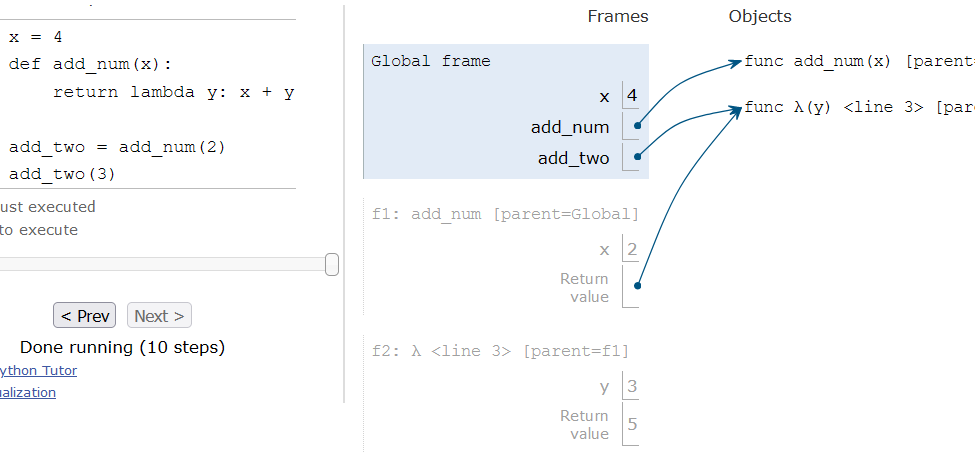 Frames
Objects
x = 4
def add_num(x):
return lambda y: x + y
add_two = add_num(2)
add_two(3)
ust executed
to execute
< Prev
Next >
Done running (10 steps)
ython Tutor
ualization
Global frame
x 4
add_num
add_two
func add_num(x) [parent=
func λ(y) <line 3> [par
f1: add_num [parent=Global]
x 2
Return
value
f2: λ <line 3> [parent=f1]
y 3
Return
value 5